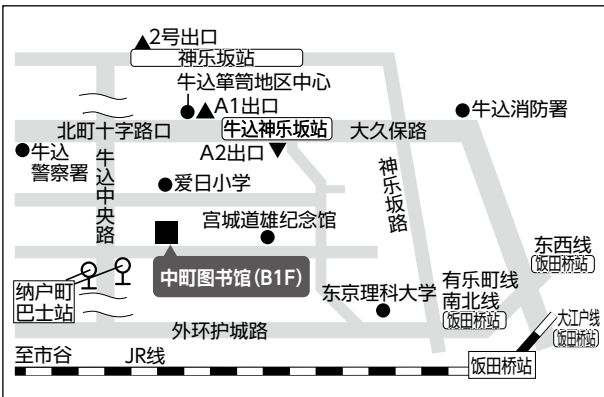 ▲2号出口
神乐坂站
牛込箪笥地区中心
▲A1出口
●牛込消防署
北町十字路口
牛込神乐坂站
大久保路
●牛込
警察署
A2出口▼
牛込中央路
●爱日小学
神乐坂路
宫城道雄纪念馆
东西线
饭田桥站
中町图书馆(B1F)
纳户町
巴士站
东京理科大学
有乐町线
南北线
饭田桥站
大江户线
饭田桥站
外环护城路
至市谷
JR线
饭田桥站